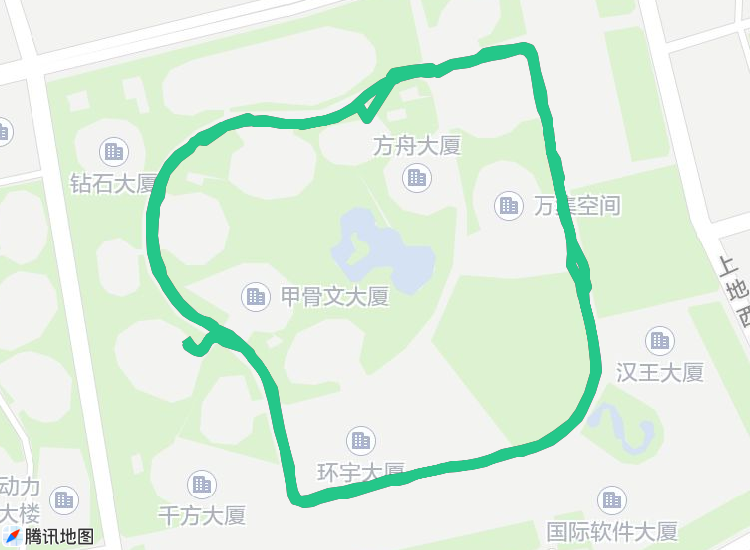 方舟大厦
钻石大厦
万集空间
上地西
甲骨文大厦
汉王大厦
环宇大厦
动力
大楼
千方大厦
国际软件大厦
腾讯地图